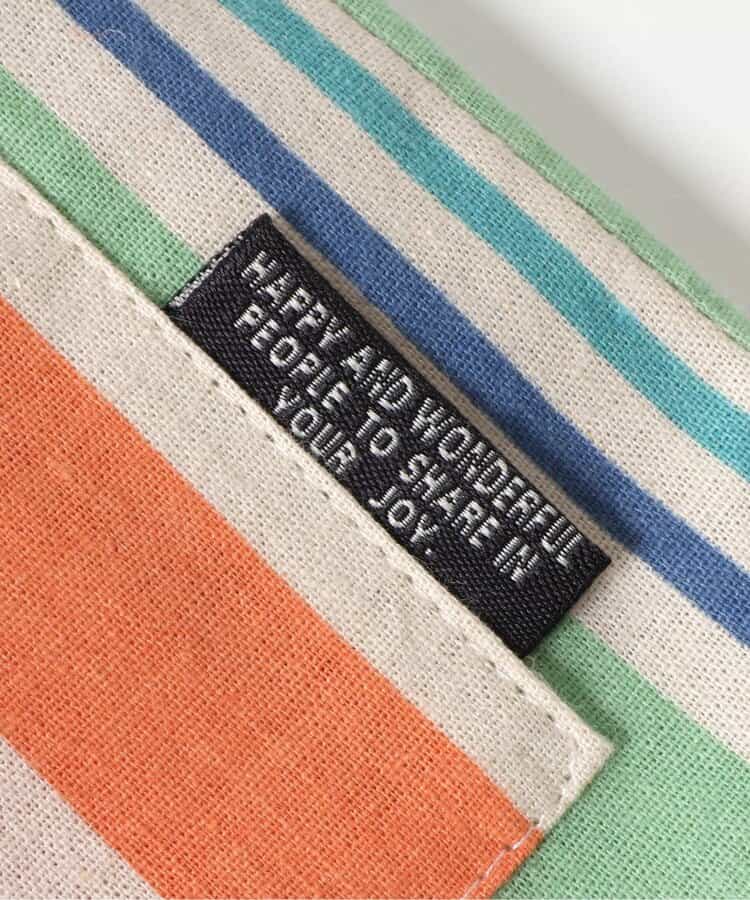 HAPPY AND WONDERFUL
PEOPLE TO SHARE IN
YOUR JOY.